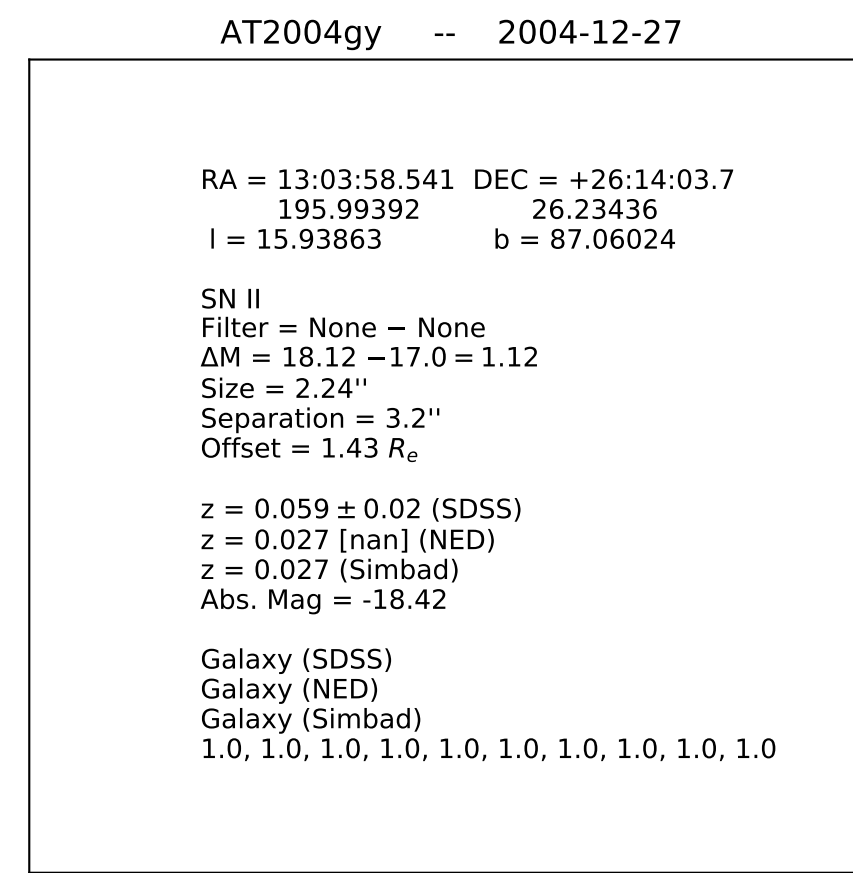 AT2004gy -- 2004-12-27
RA = 13:03:58.541 DEC = +26:14:03.7
195.99392 26.23436
l = 15.93863 b = 87.06024
SN II
Filter = None − None
ΔM = 18.12 −17.0 = 1.12
Size = 2.24''
Separation = 3.2''
Offset = 1.43 Rₑ
z = 0.059 ± 0.02 (SDSS)
z = 0.027 [nan] (NED)
z = 0.027 (Simbad)
Abs. Mag = -18.42
Galaxy (SDSS)
Galaxy (NED)
Galaxy (Simbad)
1.0, 1.0, 1.0, 1.0, 1.0, 1.0, 1.0, 1.0, 1.0, 1.0